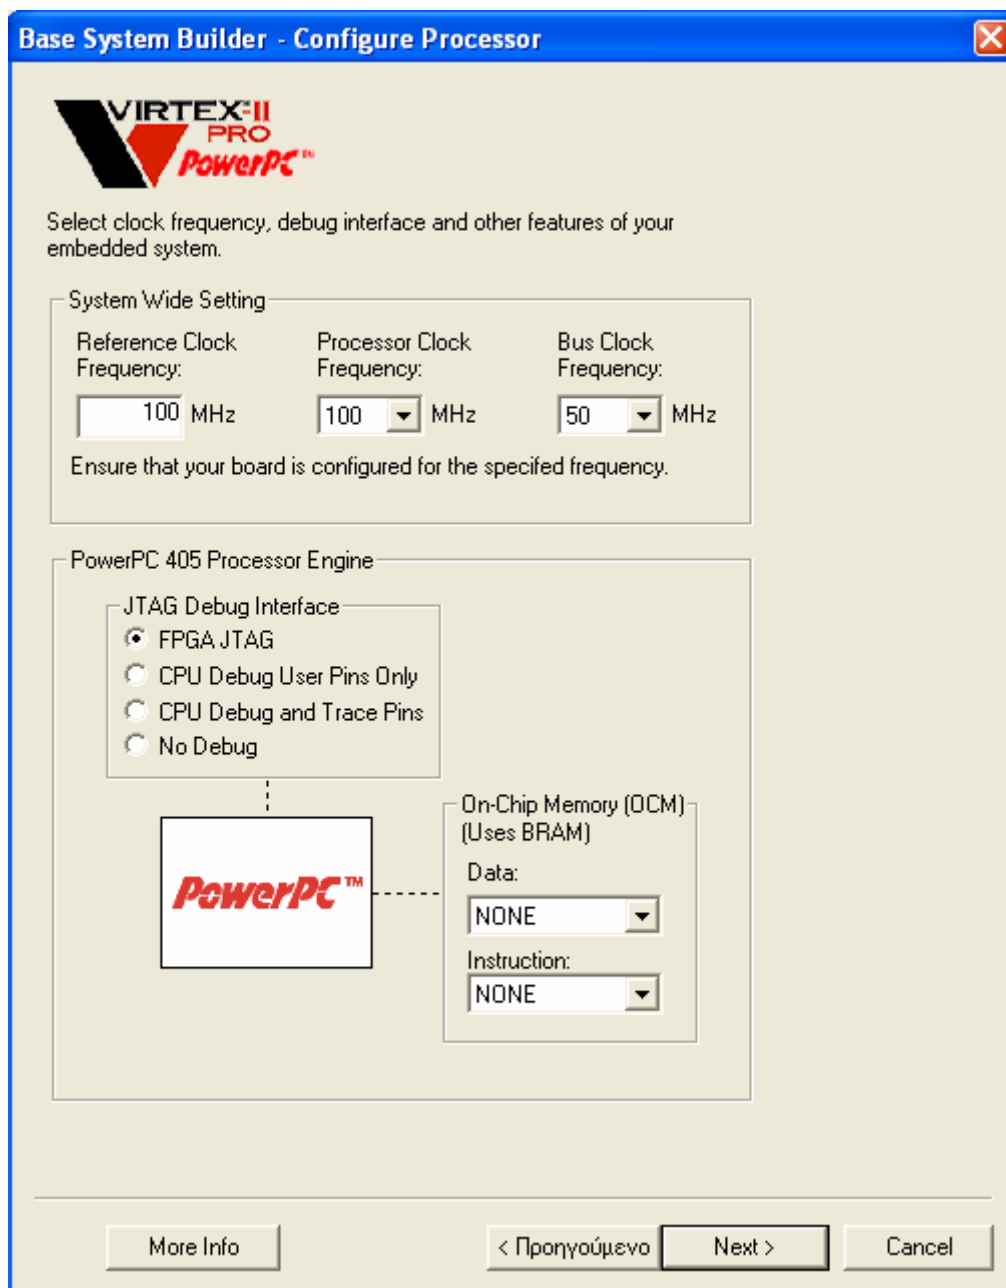 Base System Builder - Configure Processor
VIRTEX-II
PRO
PowerPC™
Select clock frequency, debug interface and other features of your
embedded system.
System Wide Setting
Reference Clock
Frequency:
100 MHz
Processor Clock
Frequency:
100 MHz
Bus Clock
Frequency:
50 MHz
Ensure that your board is configured for the specifed frequency.
PowerPC 405 Processor Engine
JTAG Debug Interface
FPGA JTAG
CPU Debug User Pins Only
CPU Debug and Trace Pins
No Debug
PowerPC™
On-Chip Memory (OCM)
(Uses BRAM)
Data:
NONE
Instruction:
NONE
More Info
< Προηγούμενο
Next >
Cancel